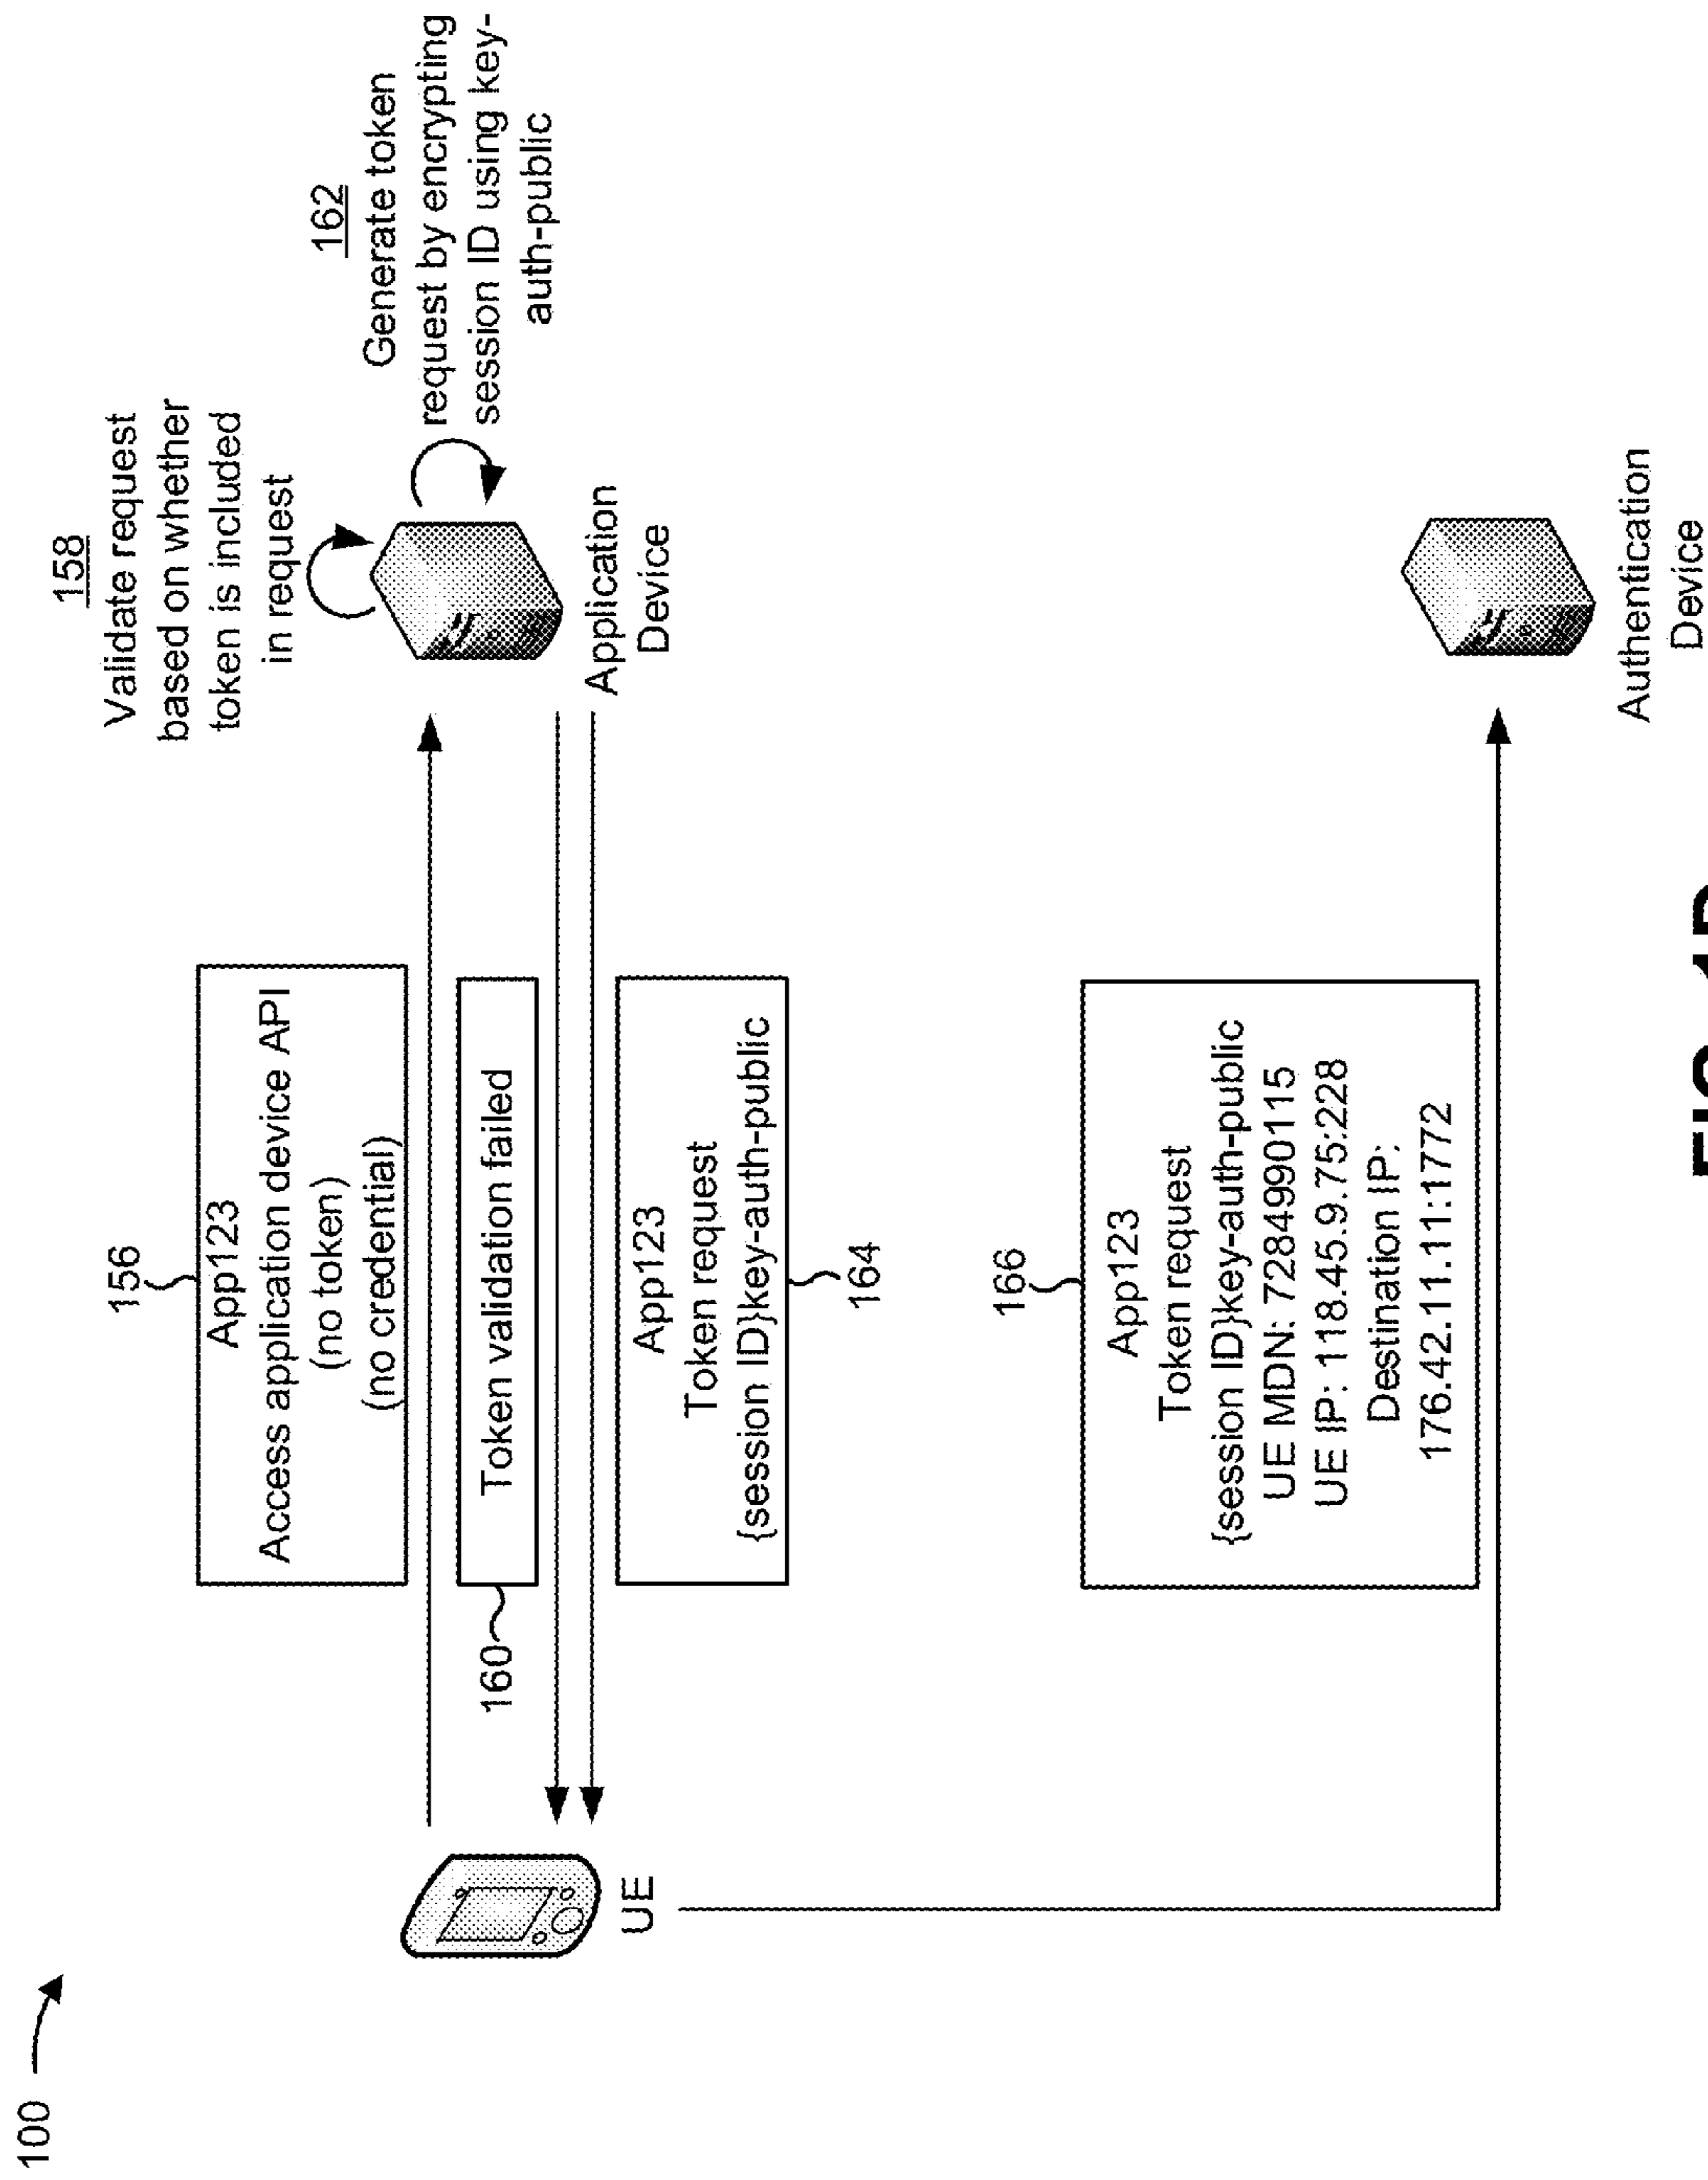 100
156
App123
Access application device API
(no token)
(no credential)
158
Validate request
based on whether
token is included
in request
162
Generate token
request by encrypting
session ID using key-
auth-public
160
Token validation failed
App123
Token request
{session ID}key-auth-public
164
UE
Application
Device
166
App123
Token request
{session ID}key-auth-public
UE MDN: 7284990115
UE IP: 118.45.9.75:228
Destination IP:
176.42.11.11:1772
Authentication
Device